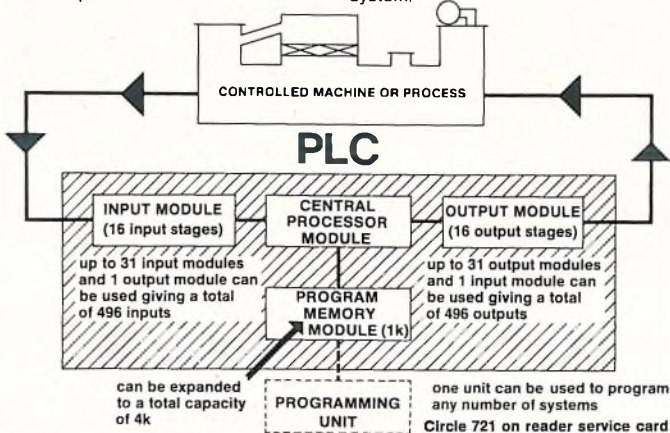 system.
CONTROLLED MACHINE OR PROCESS
PLC
INPUT MODULE
(16 input stages)
CENTRAL
PROCESSOR
MODULE
OUTPUT MODULE
(16 output stages)
up to 31 input modules
and 1 output module can
be used giving a total
of 496 inputs
PROGRAM
MEMORY
MODULE (1k)
up to 31 output modules
and 1 input module can
be used giving a total
of 496 outputs
can be expanded
to a total capacity
of 4k
PROGRAMMING
UNIT
one unit can be used to program
any number of systems
Circle 721 on reader service card